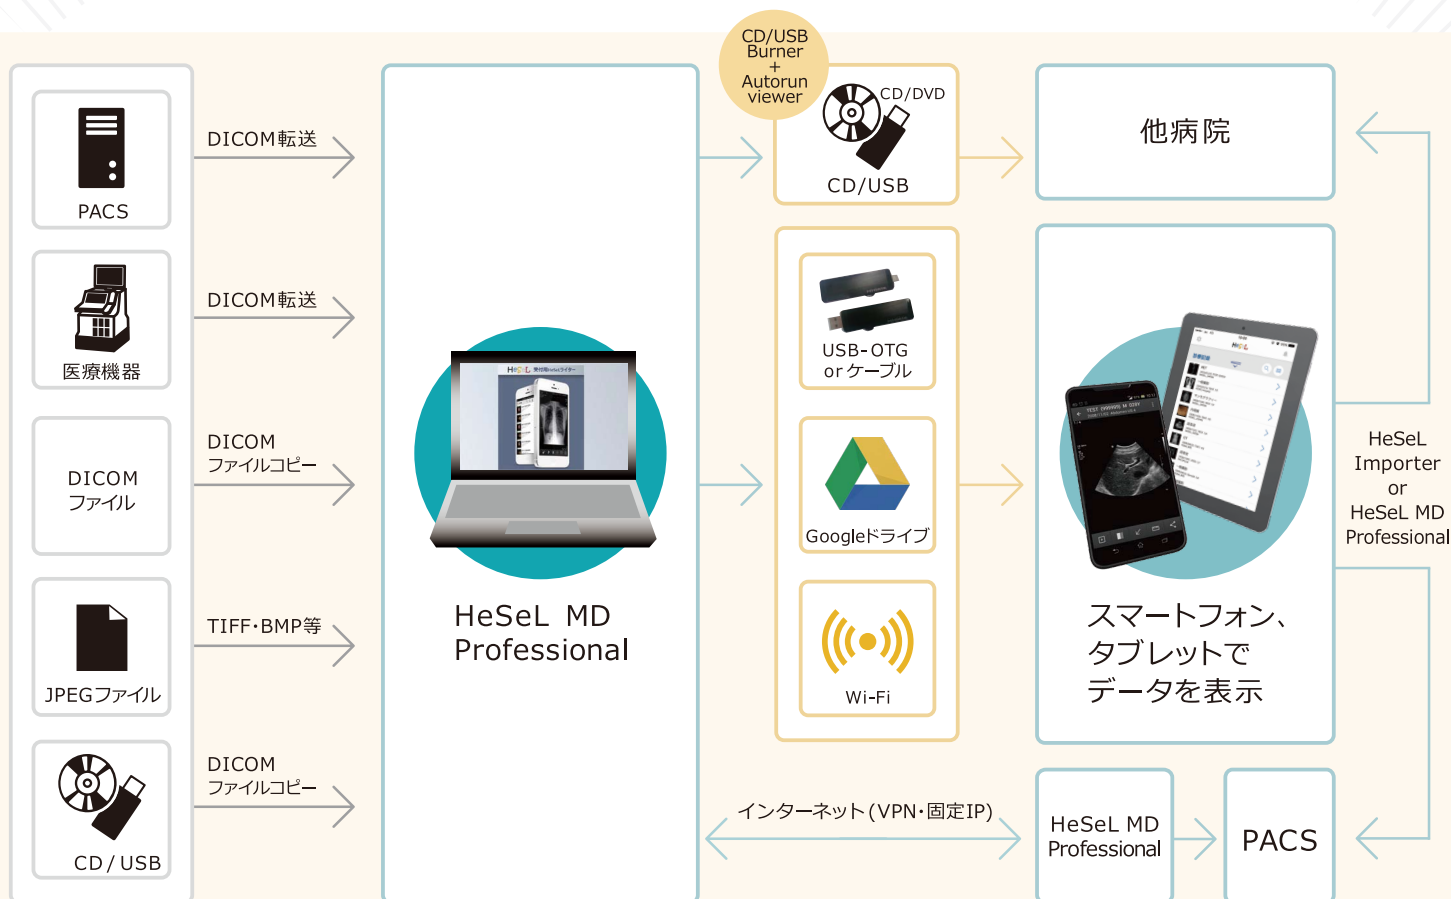 PACS
医療機器
DICOM
ファイル
JPEGファイル
CD/USB
DICOM転送
DICOM転送
DICOM
ファイルコピー
TIFF・BMP等
DICOM
ファイルコピー
HeSeL
HeSeL MD
Professional
CD/USB
Burner
+
Autorun
viewer
CD/DVD
CD/USB
USB-OTG
or ケーブル
Googleドライブ
Wi-Fi
他病院
HeSeL
TEST
スマートフォン、
タブレットで
データを表示
HeSeL
Importer
or
HeSeL MD
Professional
インターネット(VPN・固定IP)
HeSeL MD
Professional
PACS